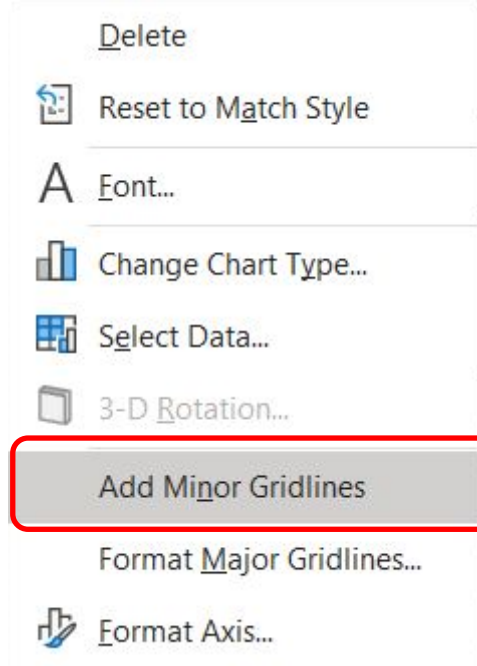 Delete
Reset to Match Style
Font...
Change Chart Type...
Select Data...
3-D Rotation...
Add Minor Gridlines
Format Major Gridlines...
Format Axis...